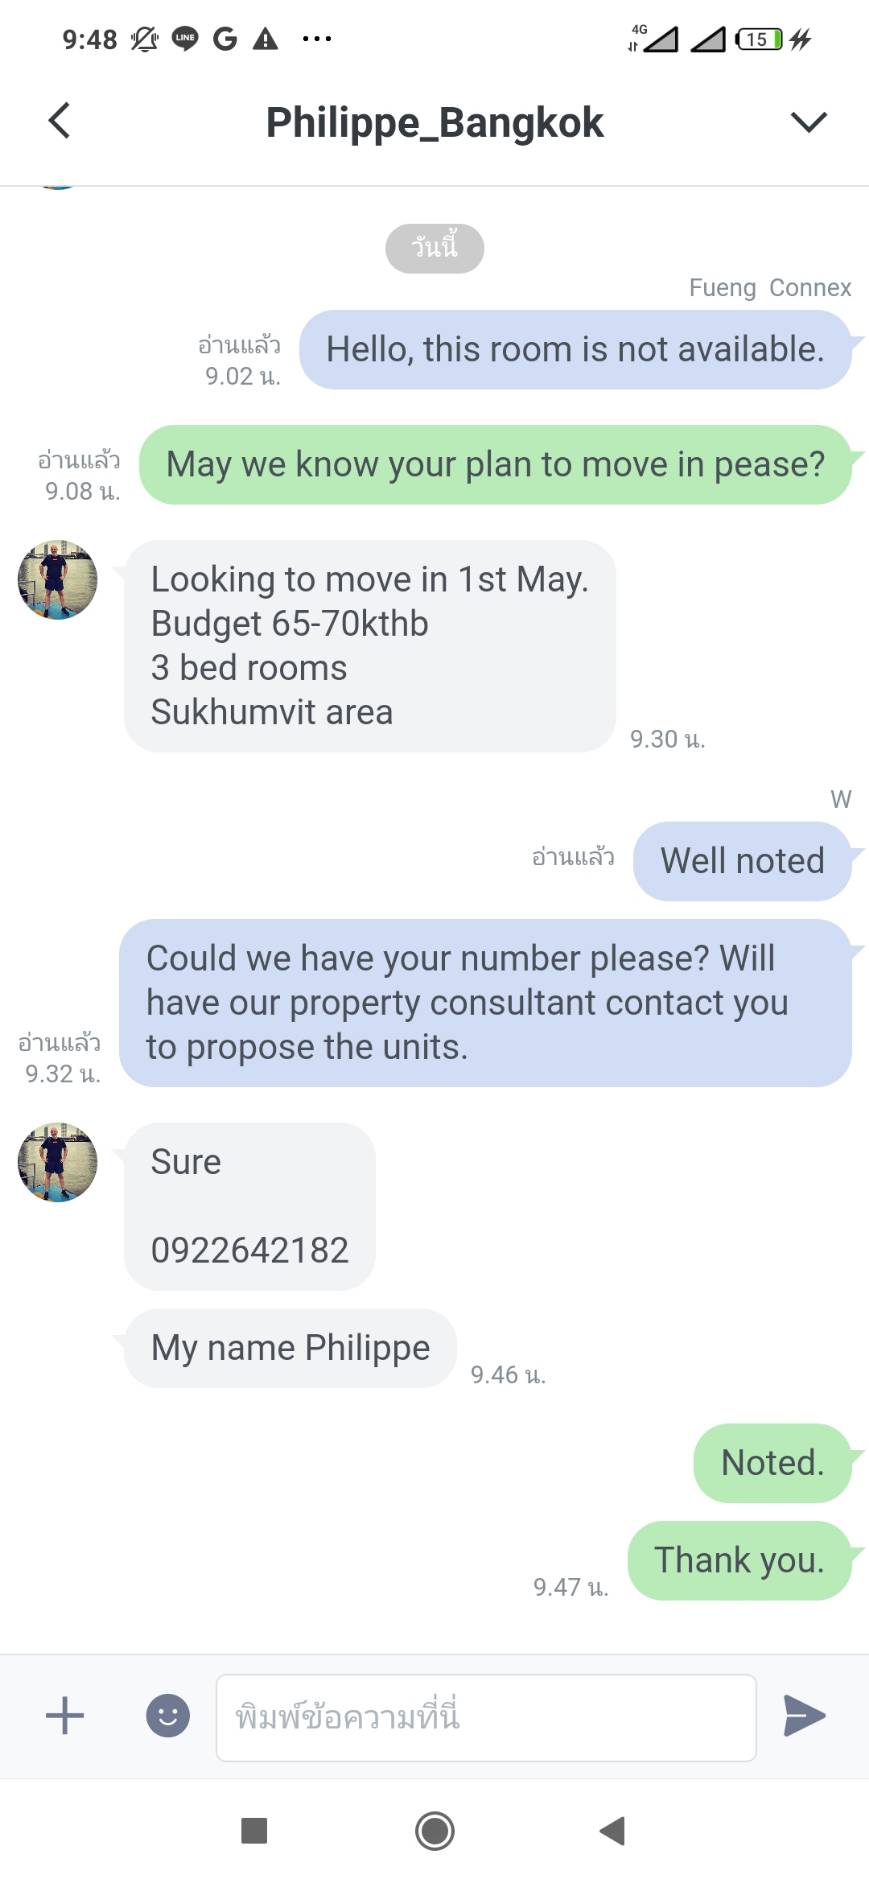 9:48
LINE
G
4G
15
Philippe_Bangkok
วันนี้
Fueng Connex
Hello, this room is not available.
อ่านแล้ว
9.02 น.
May we know your plan to move in pease?
อ่านแล้ว
9.08 น.
Looking to move in 1st May.
Budget 65-70kthb
3 bed rooms
Sukhumvit area
9.30 น.
W
อ่านแล้ว
Well noted
Could we have your number please? Will
have our property consultant contact you
to propose the units.
อ่านแล้ว
9.32 น.
Sure
0922642182
My name Philippe
9.46 น.
Noted.
Thank you.
9.47 น.
พิมพ์ข้อความที่นี่